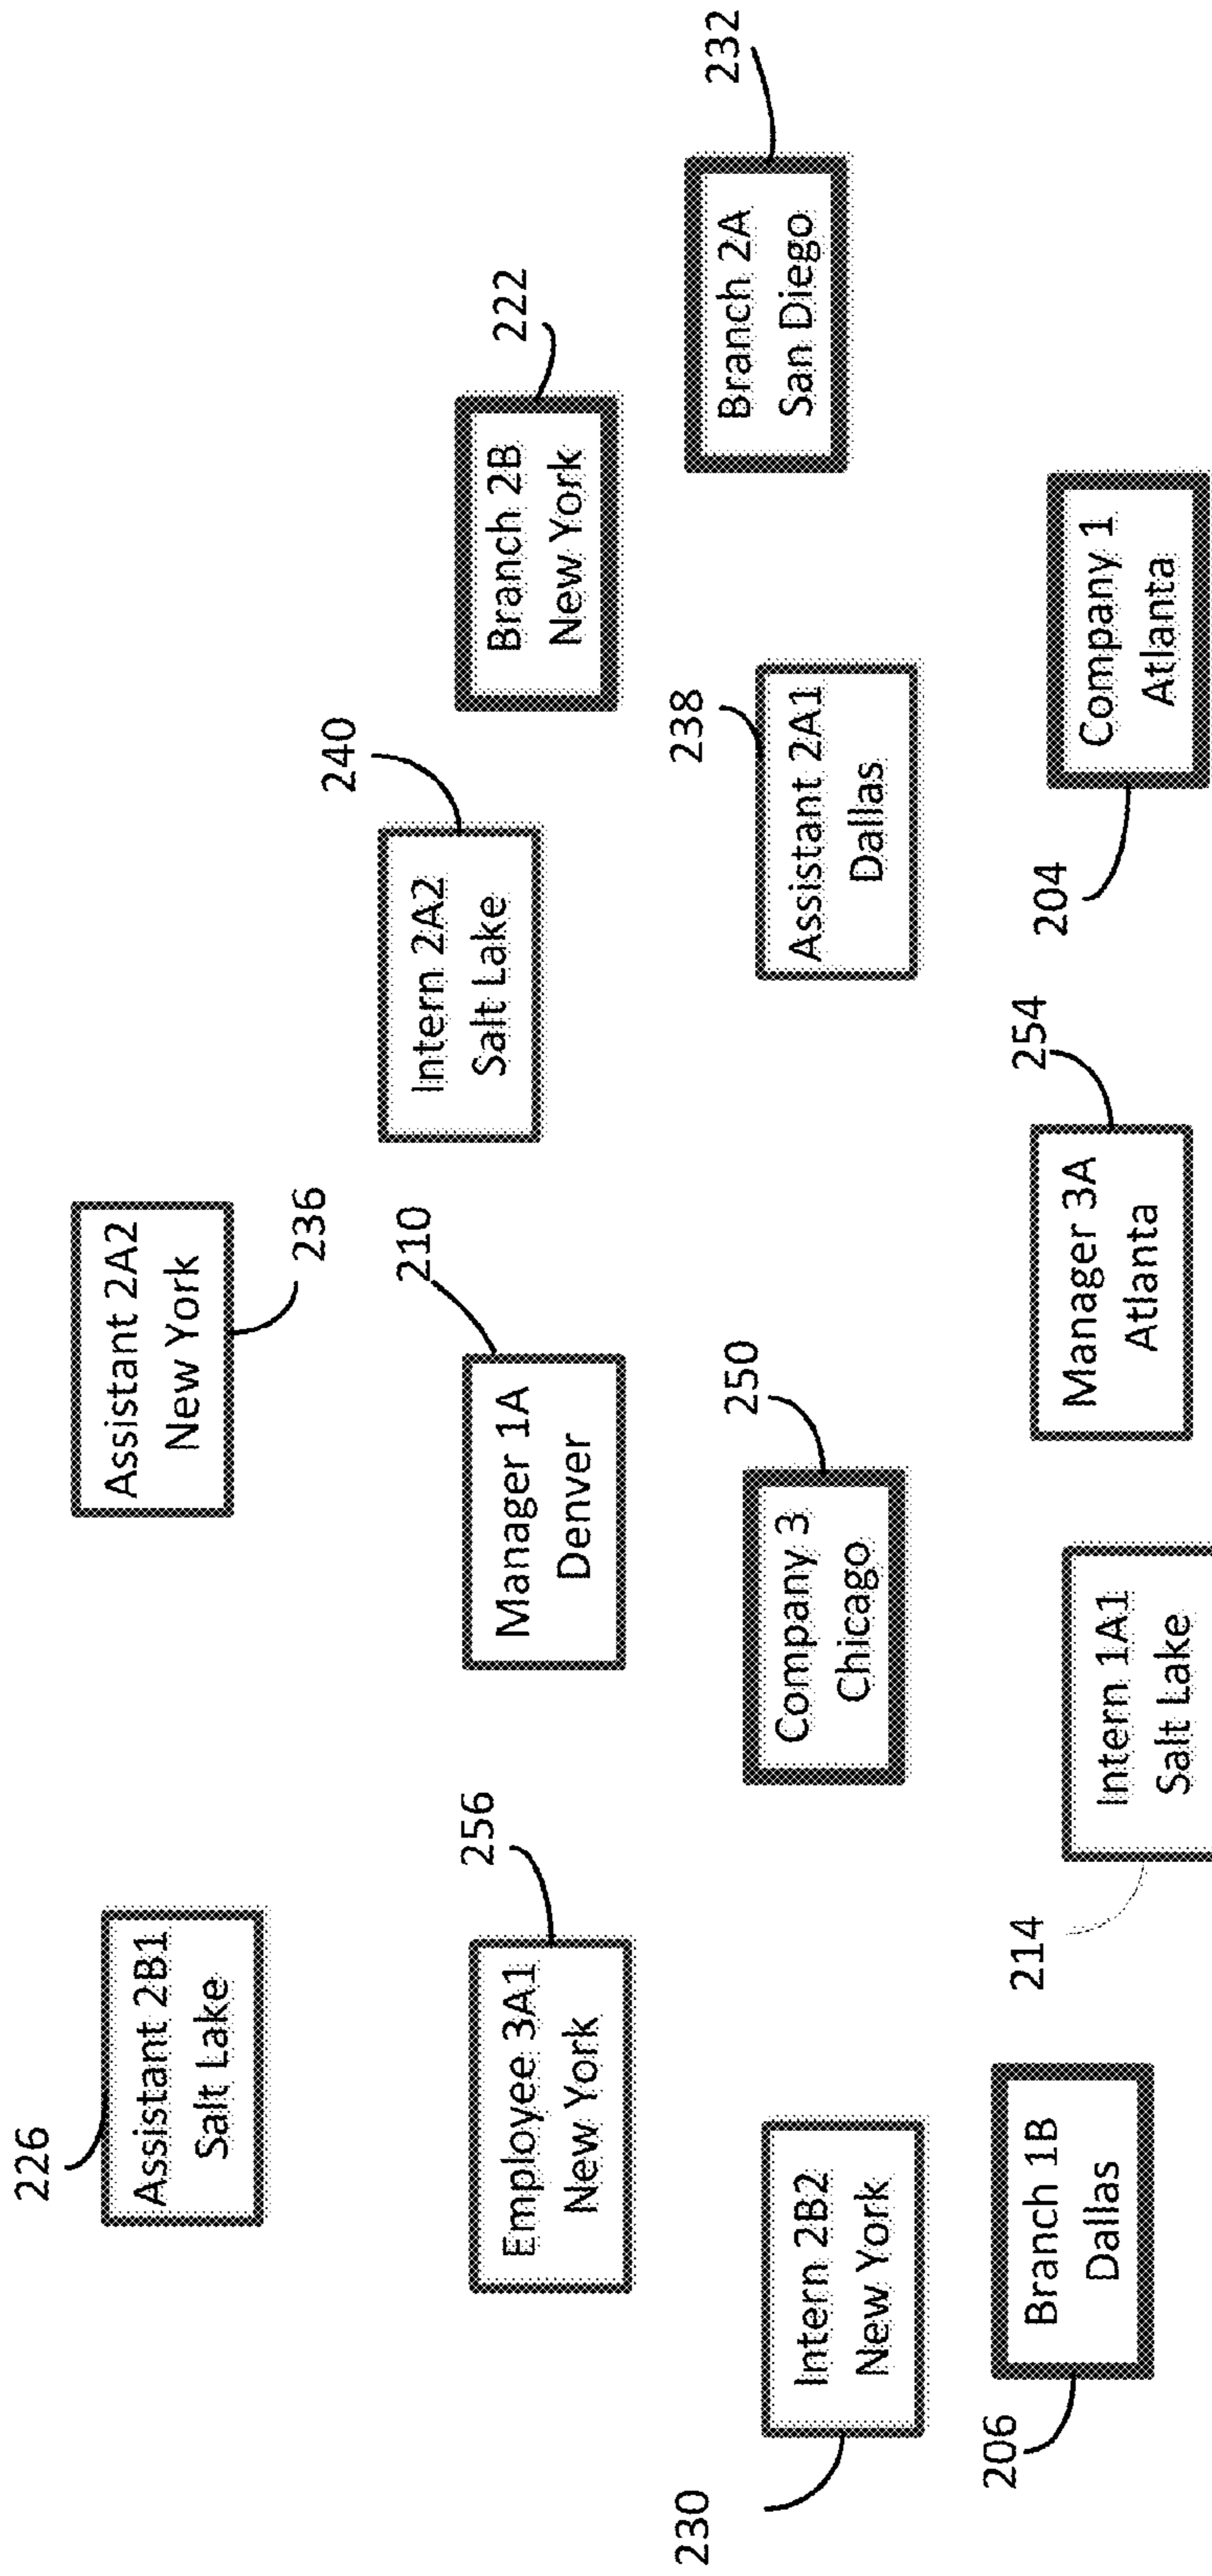 226
Assistant 2B1
Salt Lake
Assistant 2A2
New York
236
240
Intern 2A2
Salt Lake
222
Branch 2B
New York
256
Employee 3A1
New York
210
Manager 1A
Denver
232
Branch 2A
San Diego
238
Assistant 2A1
Dallas
250
Company 3
Chicago
230
Intern 2B2
New York
206
Branch 1B
Dallas
214
Intern 1A1
Salt Lake
254
Manager 3A
Atlanta
204
Company 1
Atlanta